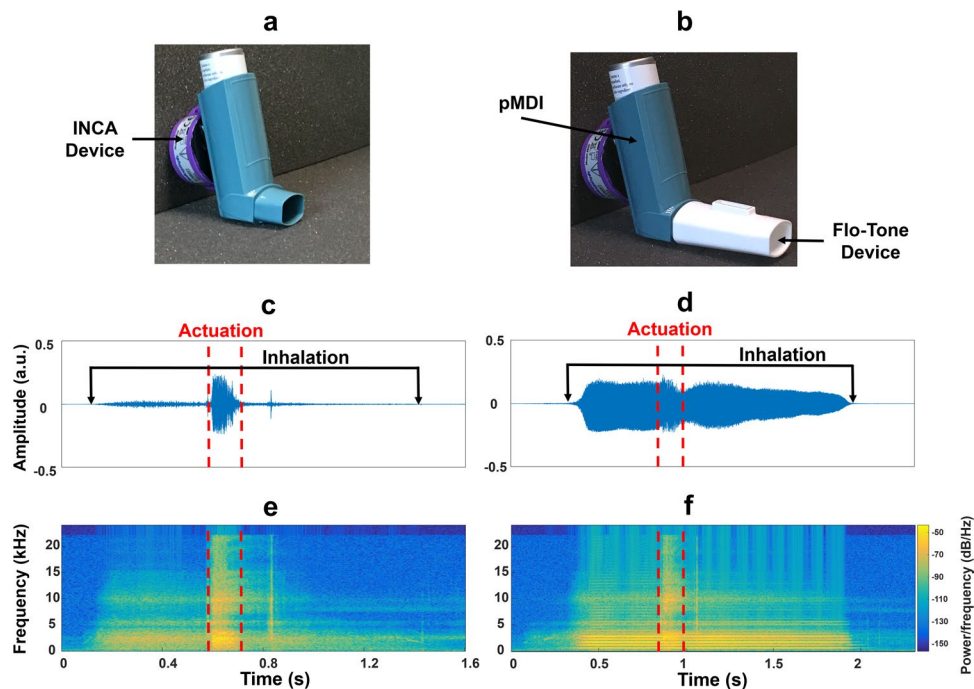 a
b
INCA
Device
pMDI
Flo-Tone
Device
c
d
Actuation
Inhalation
Actuation
Inhalation
Amplitude (a.u.)
0.5
0
-0.5
0.5
0
-0.5
e
f
Frequency (kHz)
20
15
10
5
0
0
0.4
0.8
1.2
1.6
Time (s)
20
15
10
5
0
0
0.5
1
1.5
2
Time (s)
-50
-70
-90
-110
-130
-150
Power/frequency (dB/Hz)